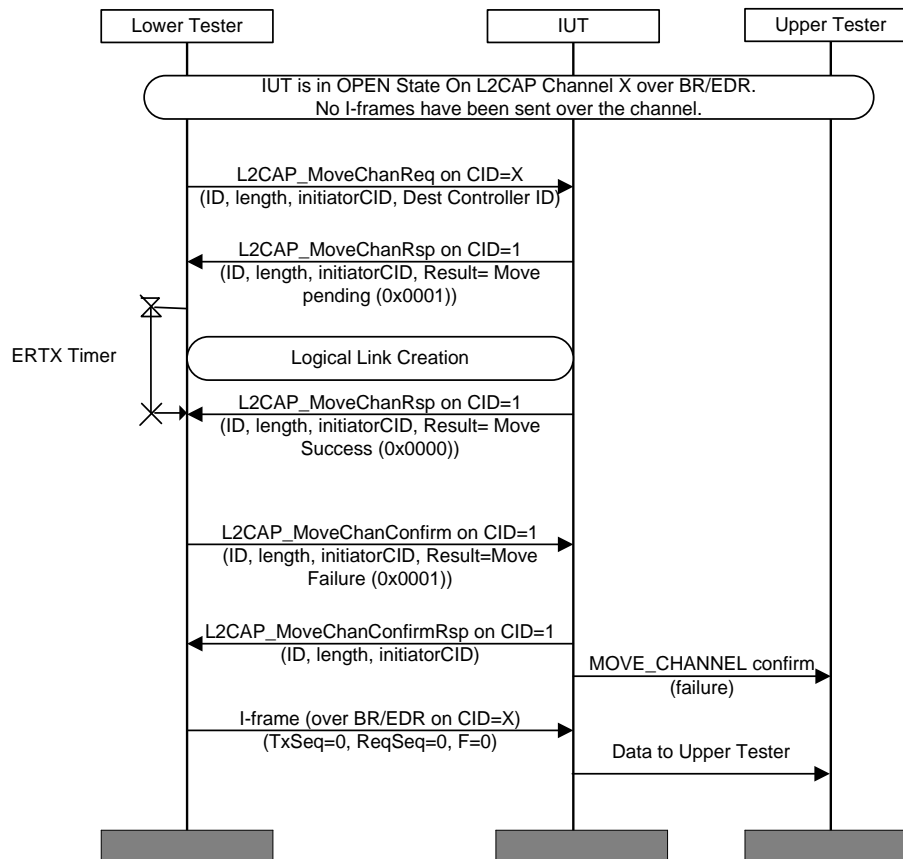 Lower Tester
IUT
Upper Tester
IUT is in OPEN State On L2CAP Channel X over BR/EDR.
No I-frames have been sent over the channel.
L2CAP_MoveChanReq on CID=X
(ID, length, initiatorCID, Dest Controller ID)
L2CAP_MoveChanRsp on CID=1
(ID, length, initiatorCID, Result= Move
pending (0x0001))
ERTX Timer
Logical Link Creation
L2CAP_MoveChanRsp on CID=1
(ID, length, initiatorCID, Result= Move
Success (0x0000))
L2CAP_MoveChanConfirm on CID=1
(ID, length, initiatorCID, Result=Move
Failure (0x0001))
L2CAP_MoveChanConfirmRsp on CID=1
(ID, length, initiatorCID)
MOVE_CHANNEL confirm
(failure)
I-frame (over BR/EDR on CID=X)
(TxSeq=0, ReqSeq=0, F=0)
Data to Upper Tester